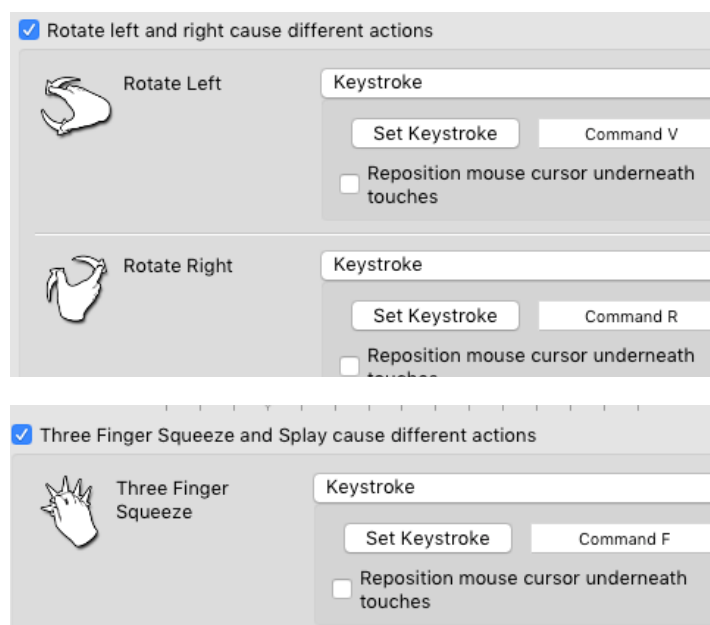 Rotate left and right cause different actions
Rotate Left
Keystroke
Set Keystroke
Command V
Reposition mouse cursor underneath
touches
Rotate Right
Keystroke
Set Keystroke
Command R
Reposition mouse cursor underneath
Three Finger Squeeze and Splay cause different actions
Three Finger
Squeeze
Keystroke
Set Keystroke
Command F
Reposition mouse cursor underneath
touches